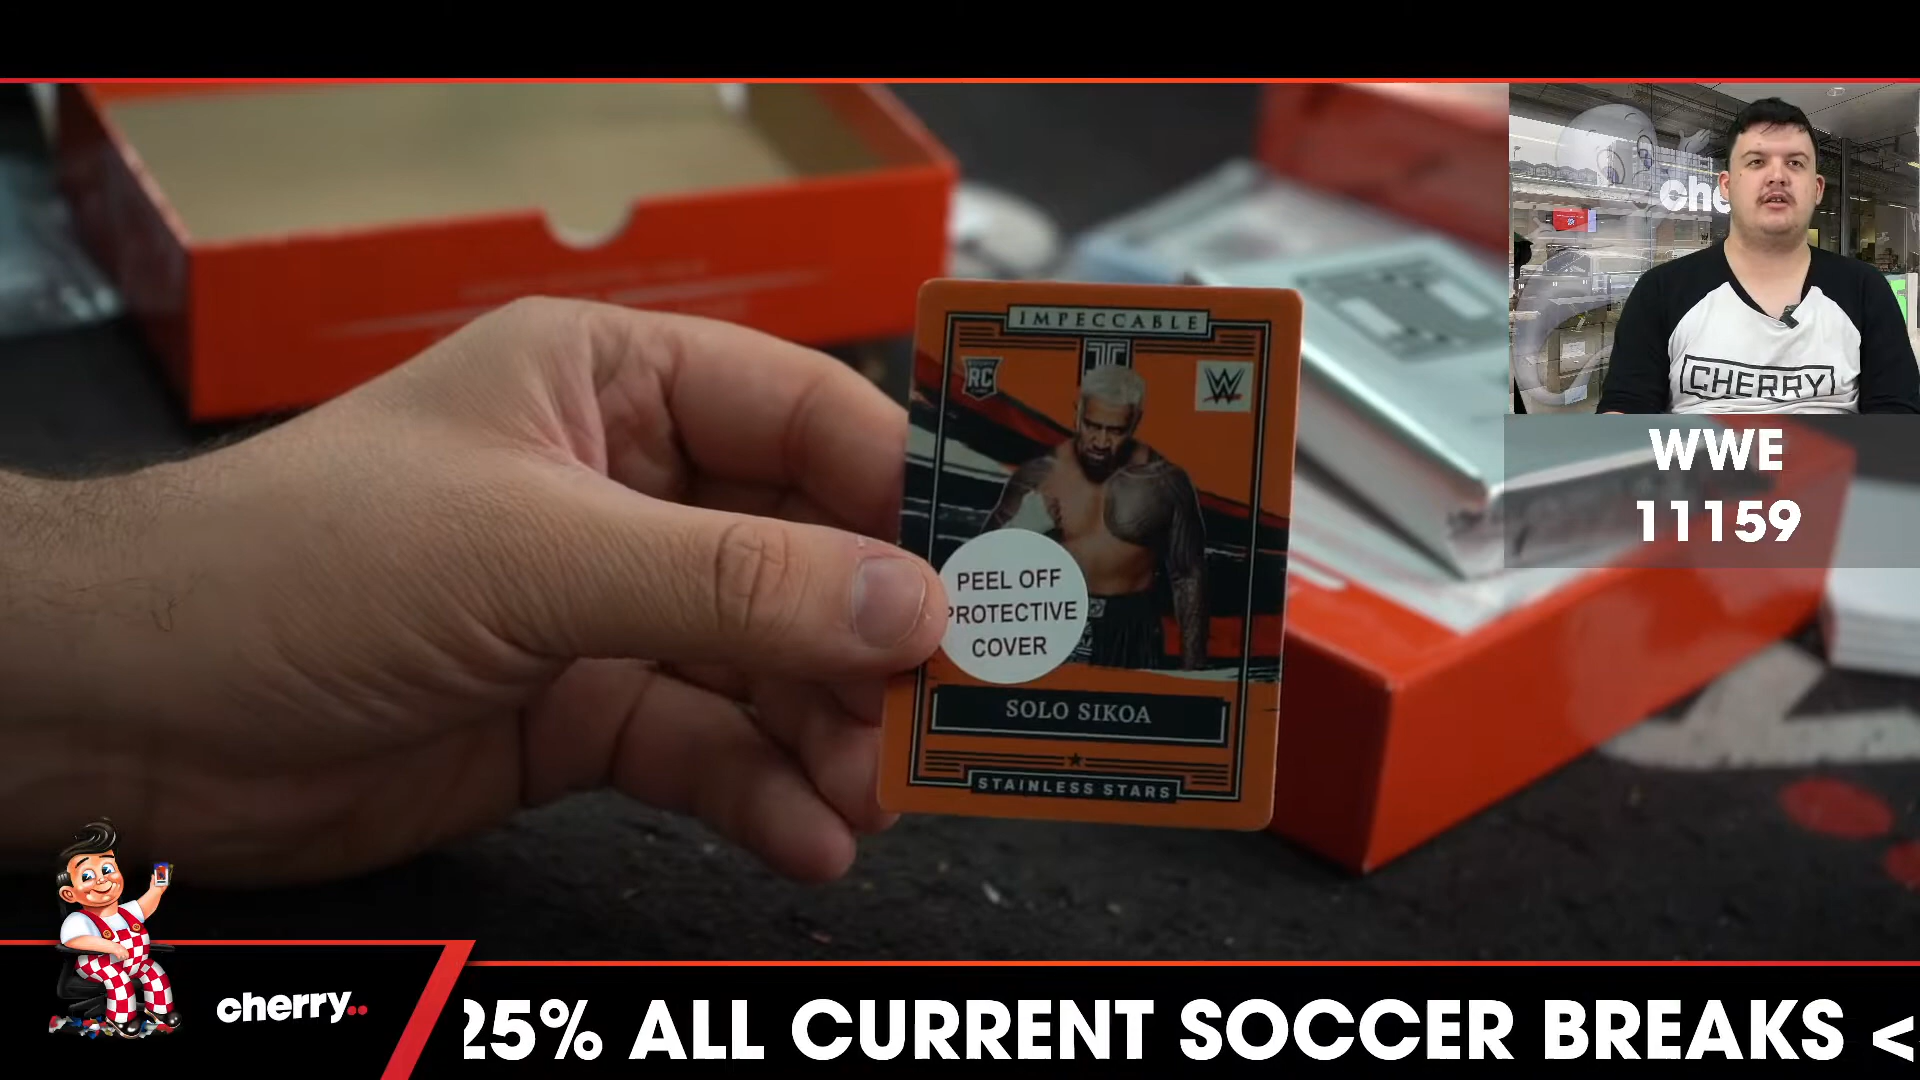 IMPECCABLE
RC
W
PEEL OFF
PROTECTIVE
COVER
SOLO SIKOA
STAINLESS STARS
che
CHERRY
WWE
11159
cherry..
25% ALL CURRENT SOCCER BREAKS <